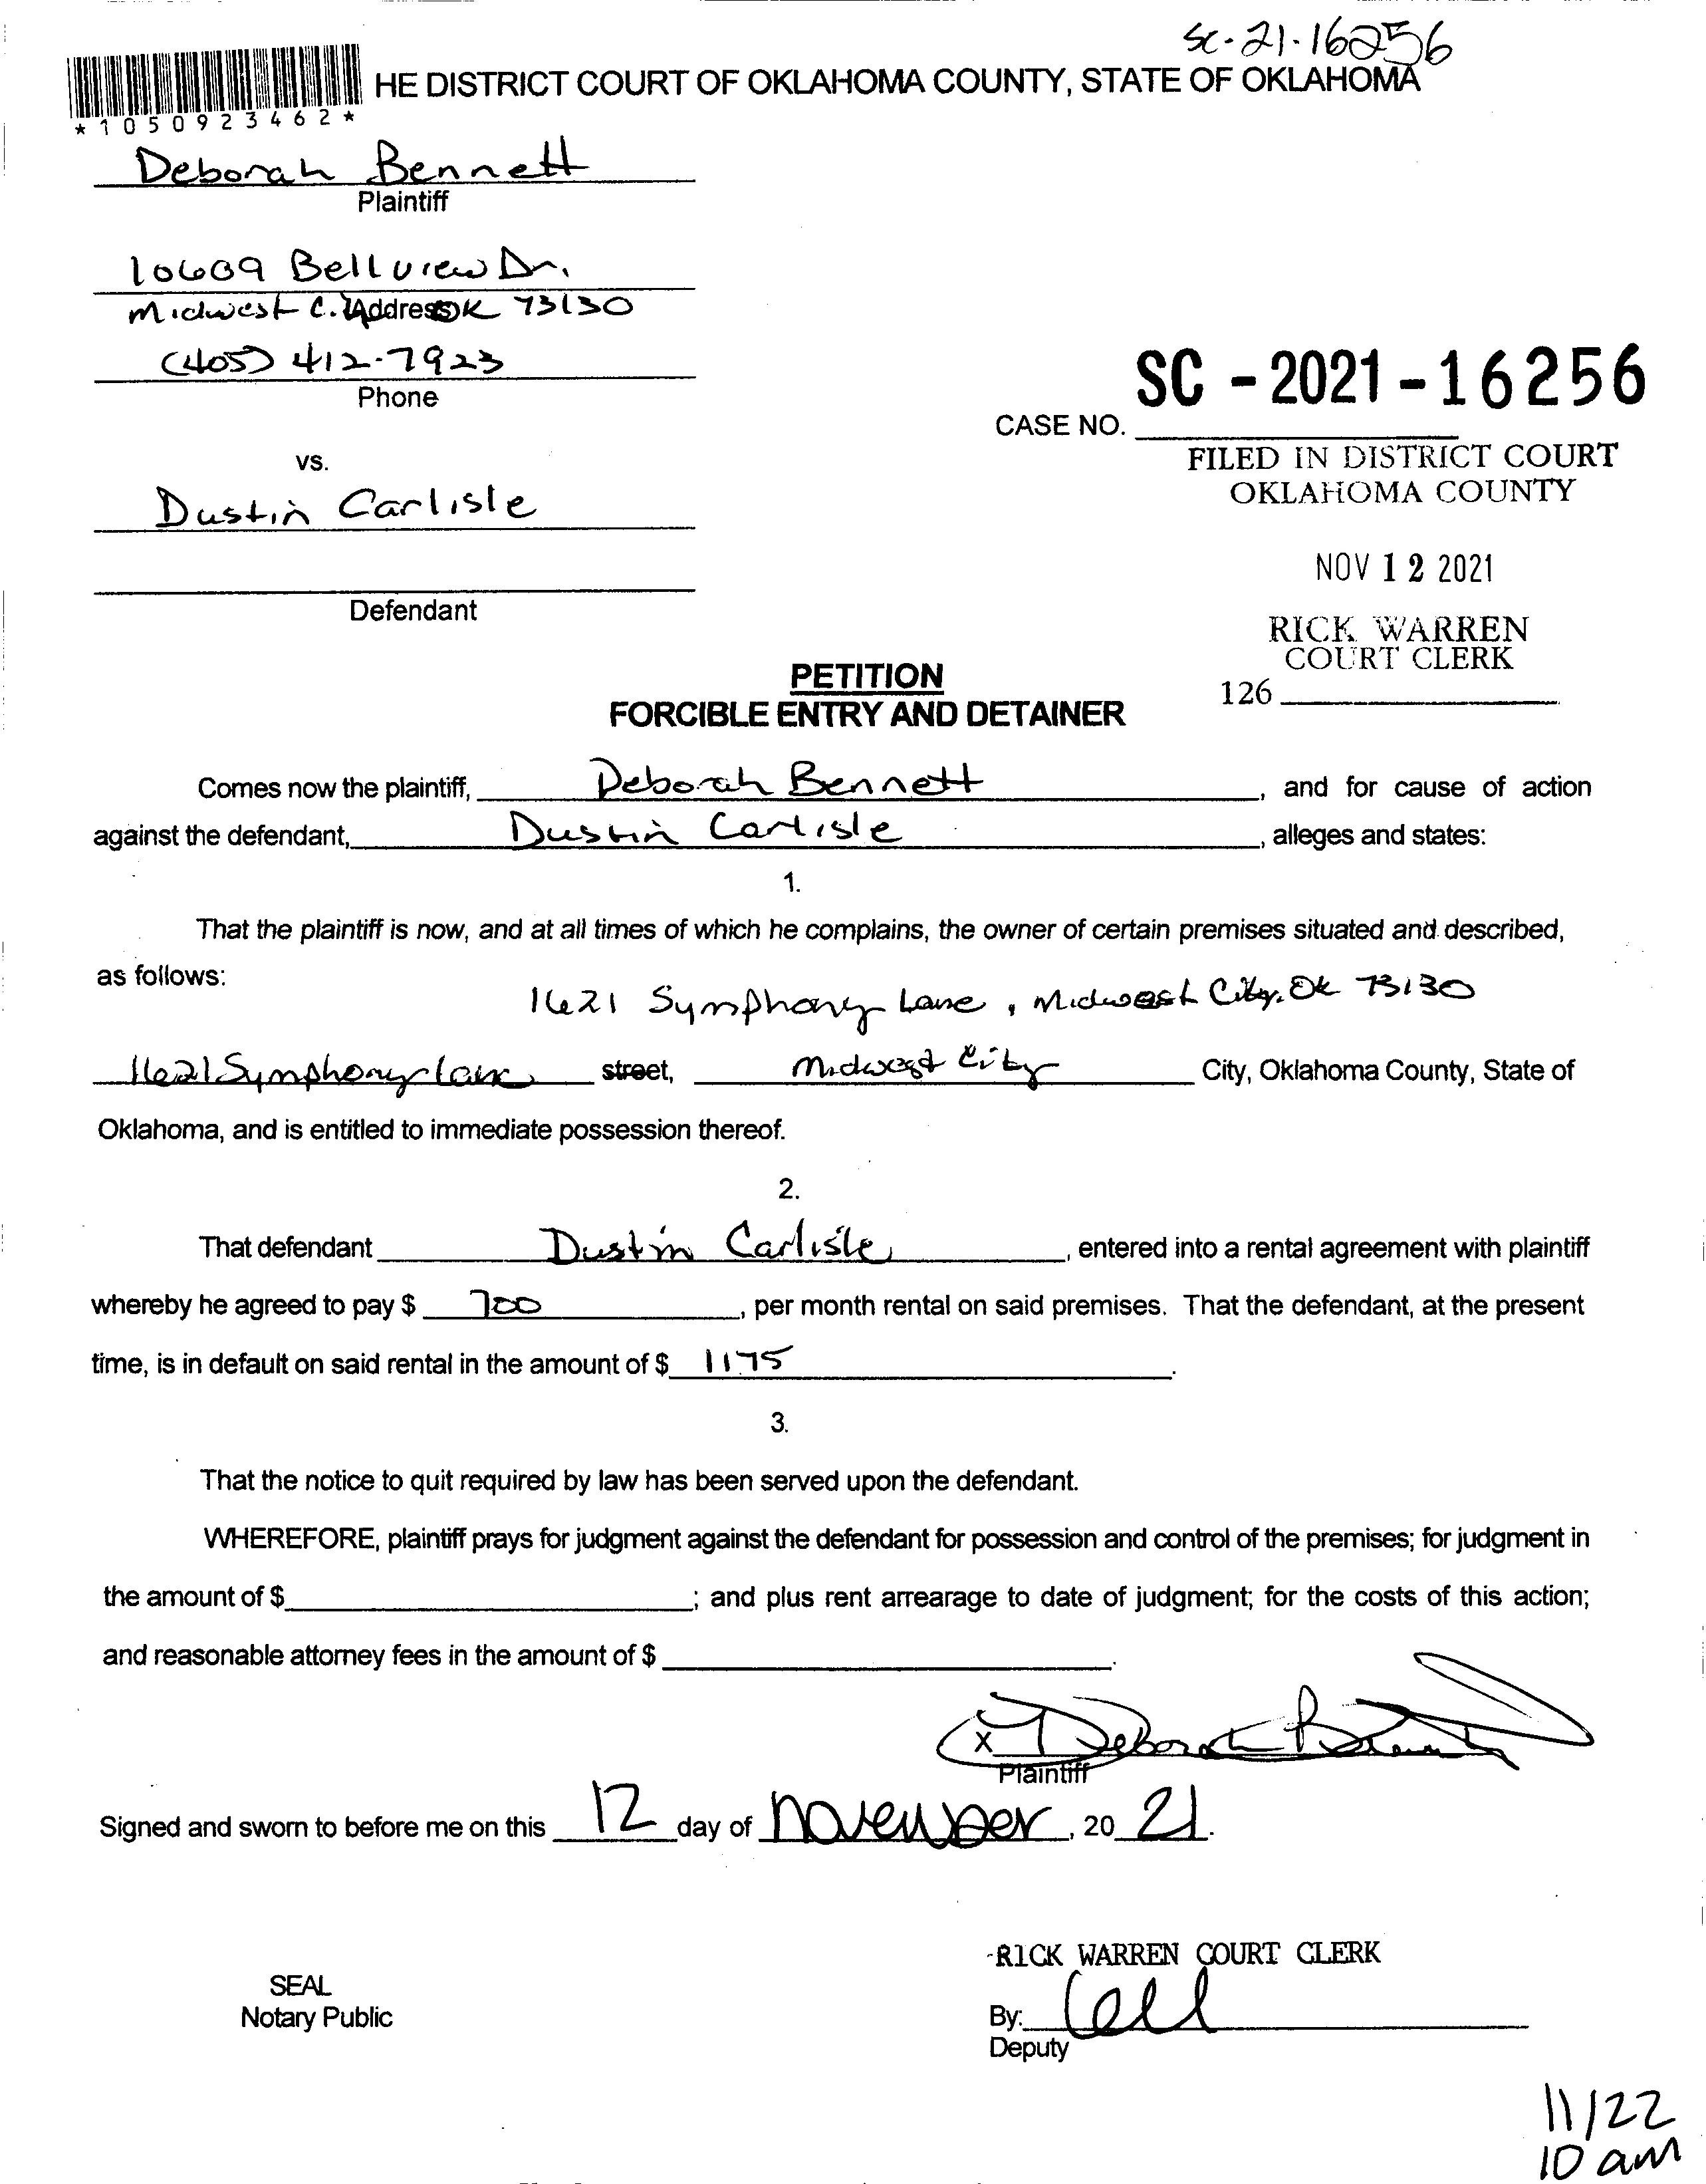 SC-21-16256
HE DISTRICT COURT OF OKLAHOMA COUNTY, STATE OF OKLAHOMA
*1050923462*
Deborah Bennett
Plaintiff
10609 Bellview Dr.
Midwest C. Address OK 73130
(405) 412-7923
Phone
SC - 2021 - 16256
CASE NO.
vs.
FILED IN DISTRICT COURT
OKLAHOMA COUNTY
Dustin Carlisle
NOV 12 2021
Defendant
RICK WARREN
COURT CLERK
126
PETITION
FORCIBLE ENTRY AND DETAINER
Comes now the plaintiff, Deborah Bennett, and for cause of action
against the defendant, Dustin Carlisle, alleges and states:
1.
That the plaintiff is now, and at all times of which he complains, the owner of certain premises situated and described,
as follows:
1621 Symphony Lane, Midwest City, Ok 73130
1621 Symphony Lane street, Midwest City City, Oklahoma County, State of
Oklahoma, and is entitled to immediate possession thereof.
2.
That defendant Dustin Carlisle, entered into a rental agreement with plaintiff
whereby he agreed to pay $ 700, per month rental on said premises. That the defendant, at the present
time, is in default on said rental in the amount of $ 1175.
3.
That the notice to quit required by law has been served upon the defendant.
WHEREFORE, plaintiff prays for judgment against the defendant for possession and control of the premises; for judgment in
the amount of $ ; and plus rent arrearage to date of judgment; for the costs of this action;
and reasonable attorney fees in the amount of $ .
X Deborah Bennett
Plaintiff
Signed and sworn to before me on this 12 day of November, 20 21.
RICK WARREN COURT CLERK
SEAL
Notary Public
By:
Deputy
11/22
10 am